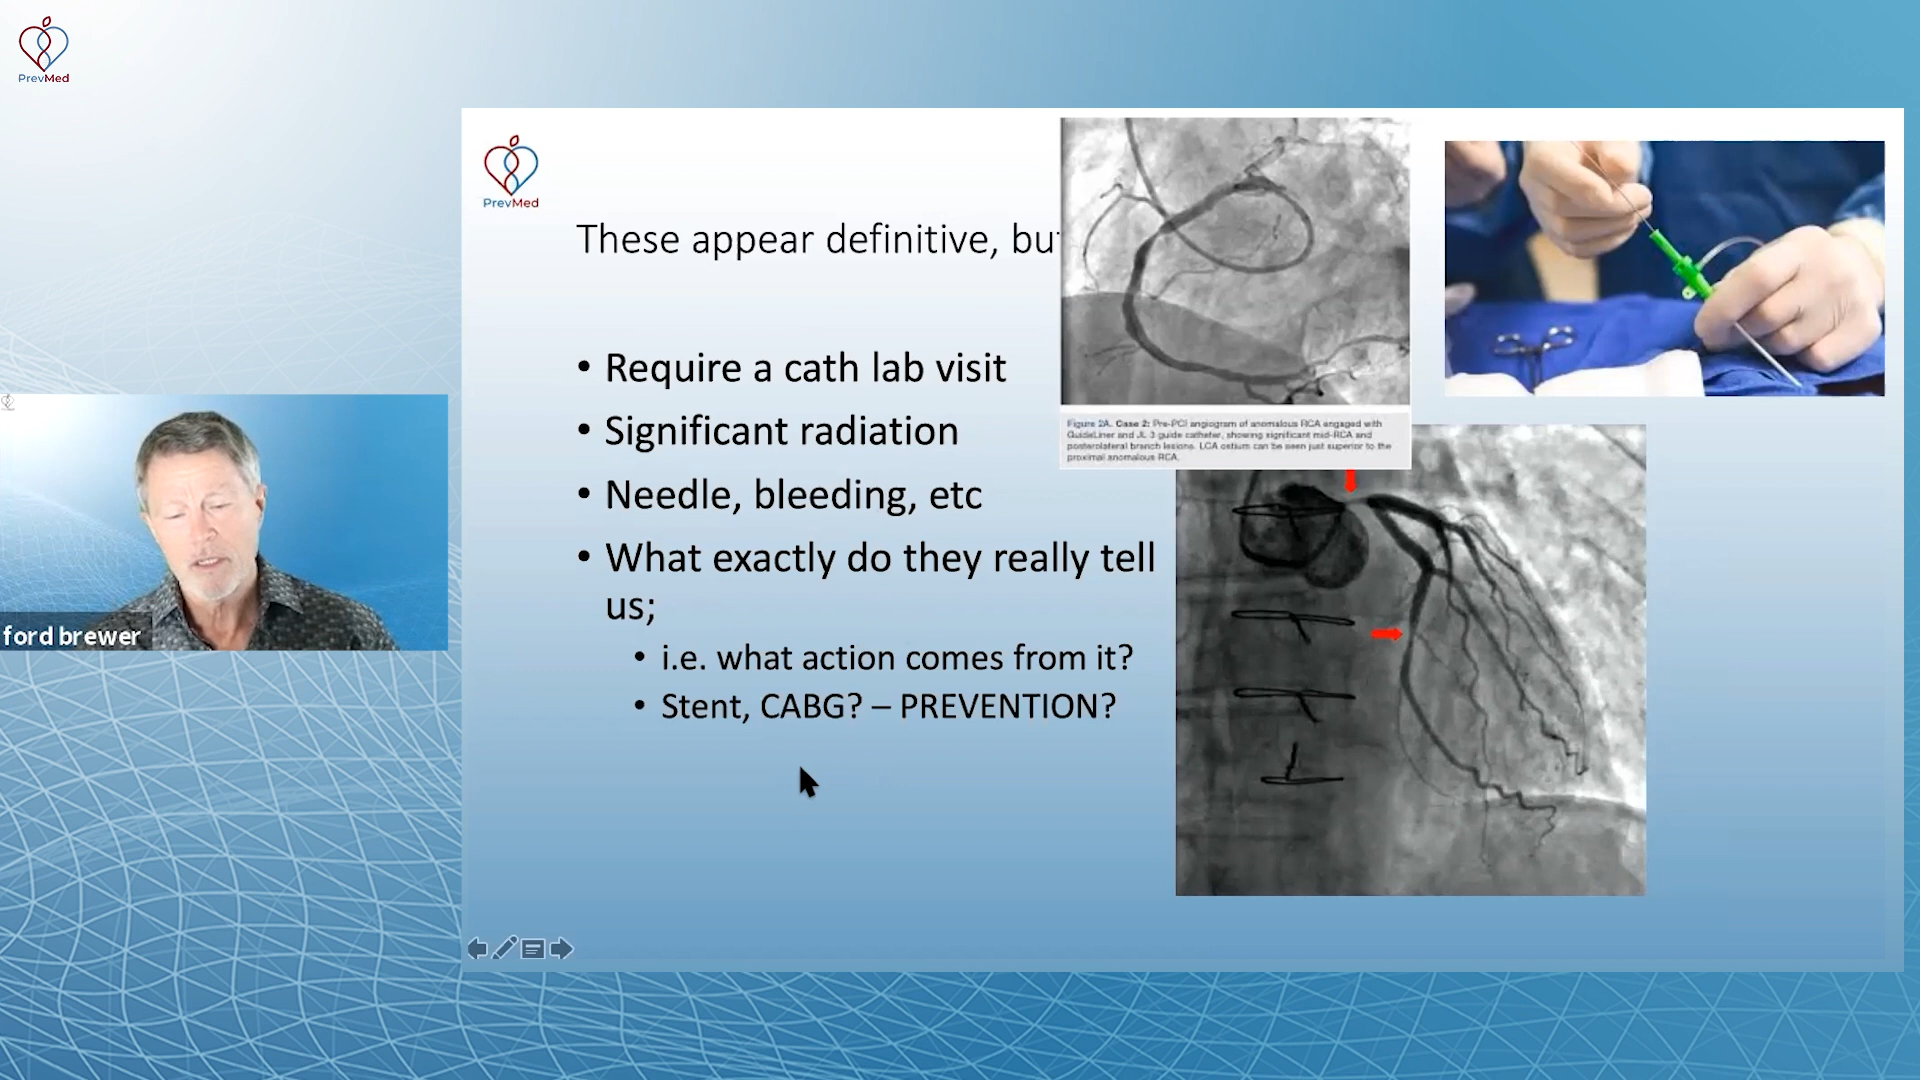 PrevMed
PrevMed
These appear definitive, but
• Require a cath lab visit
• Significant radiation
• Needle, bleeding, etc
• What exactly do they really tell
us;
• i.e. what action comes from it?
• Stent, CABG? – PREVENTION?
Figure 2A. Case 2: Pre-PCI angiogram of anomalous RCA engaged with
GuideLiner and JL 3 guide catheter, showing significant mid-RCA and
posterolateral branch lesions. LCA ostium can be seen just superior to the
proximal anomalous RCA.
ford brewer